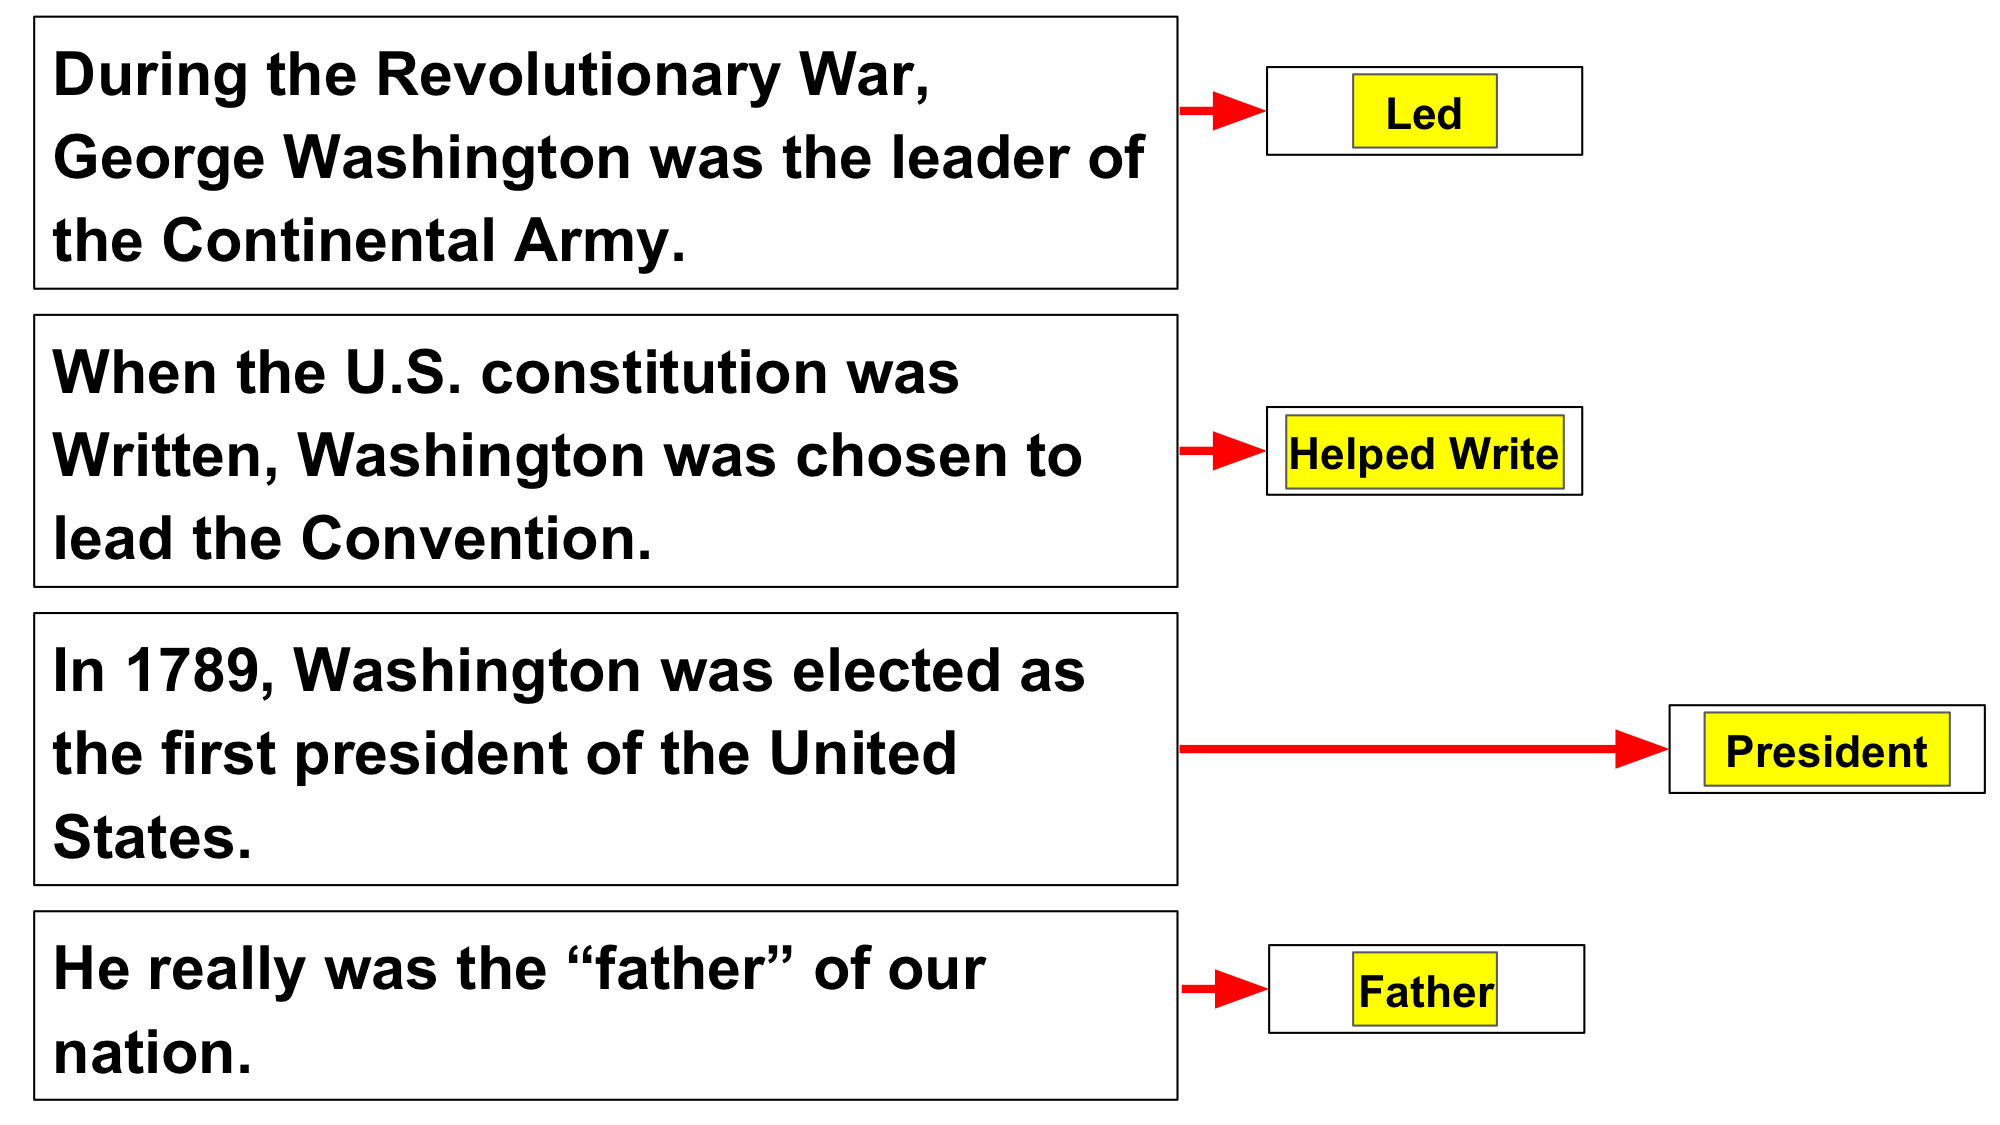 During the Revolutionary War,
George Washington was the leader of
the Continental Army.
Led
When the U.S. constitution was
Written, Washington was chosen to
lead the Convention.
Helped Write
In 1789, Washington was elected as
the first president of the United
States.
President
He really was the “father” of our
nation.
Father